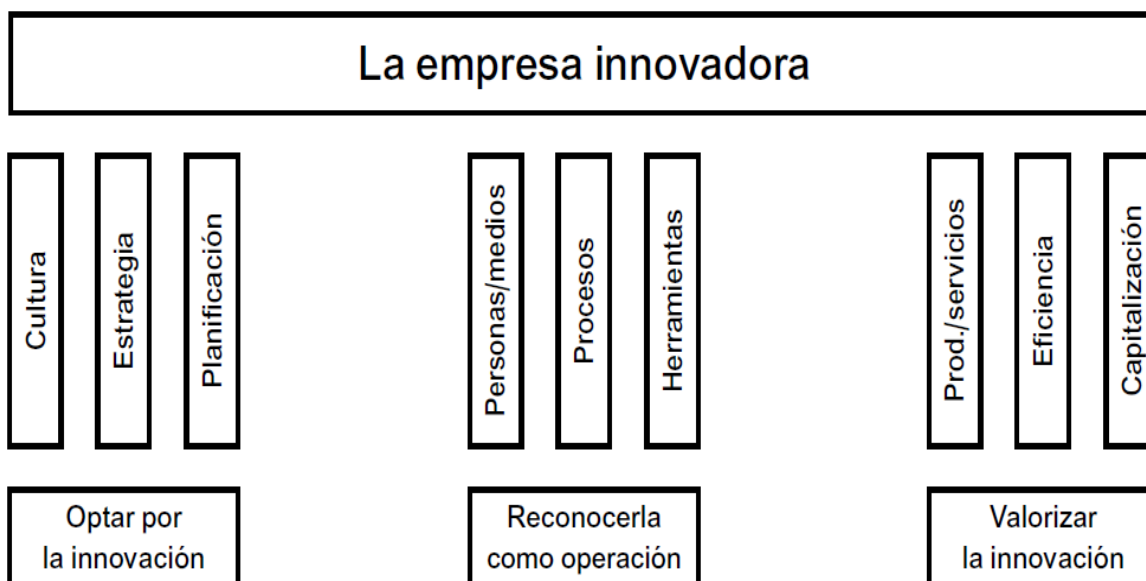 La empresa innovadora
Cultura
Estrategia
Planificación
Personas/medios
Procesos
Herramientas
Prod./servicios
Eficiencia
Capitalización
Optar por
la innovación
Reconocerla
como operación
Valorizar
la innovación